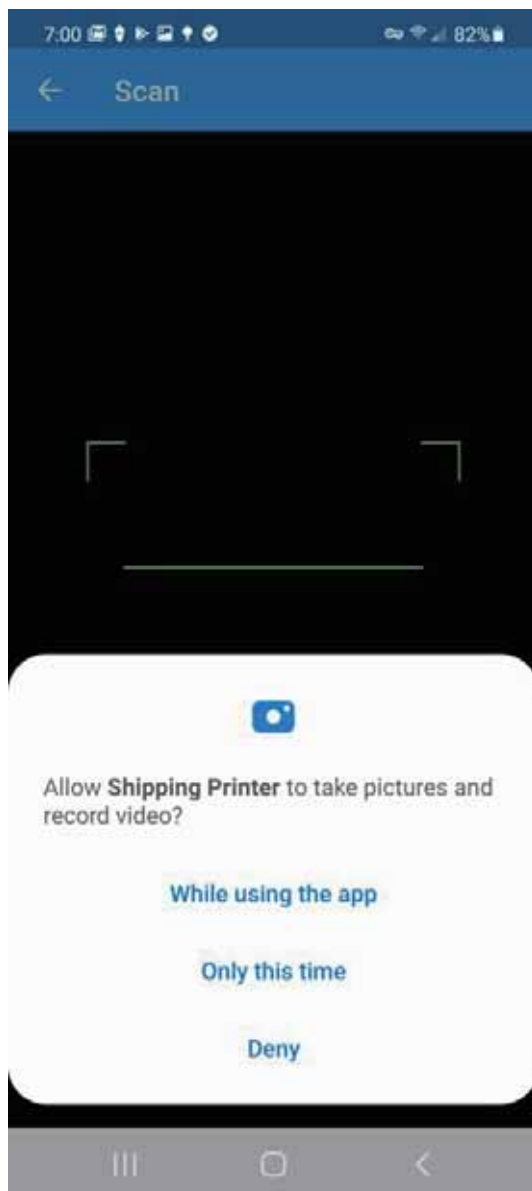 7:00 82%
Scan
Allow Shipping Printer to take pictures and
record video?
While using the app
Only this time
Deny